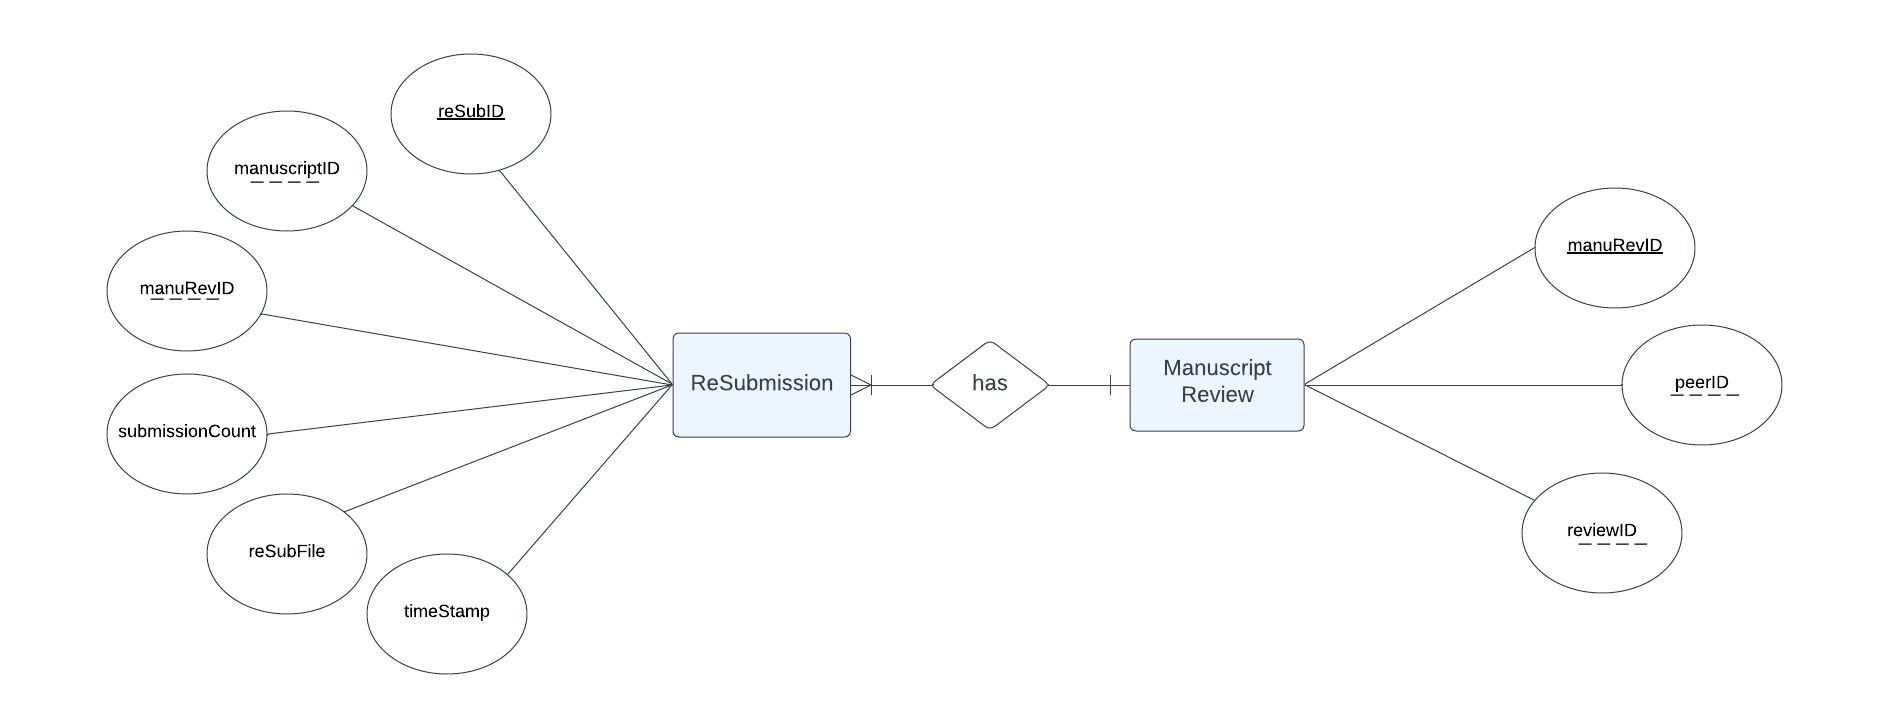 reSubID
manuscriptID
manuRevID
submissionCount
reSubFile
timeStamp
ReSubmission
has
Manuscript
Review
manuRevID
peerID
reviewID